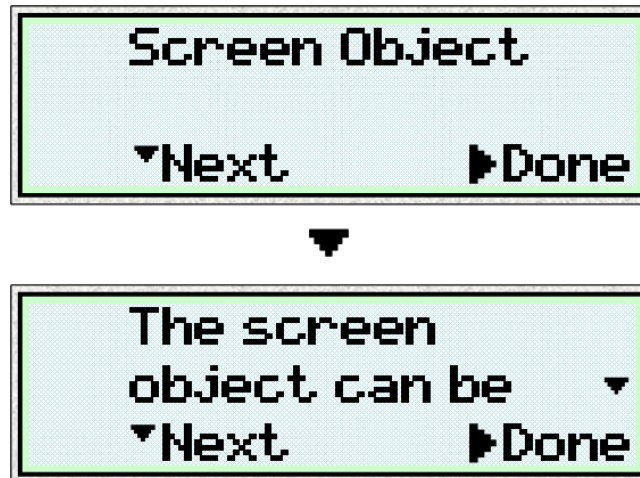 Screen Object
Next Done
The screen
object can be
Next Done